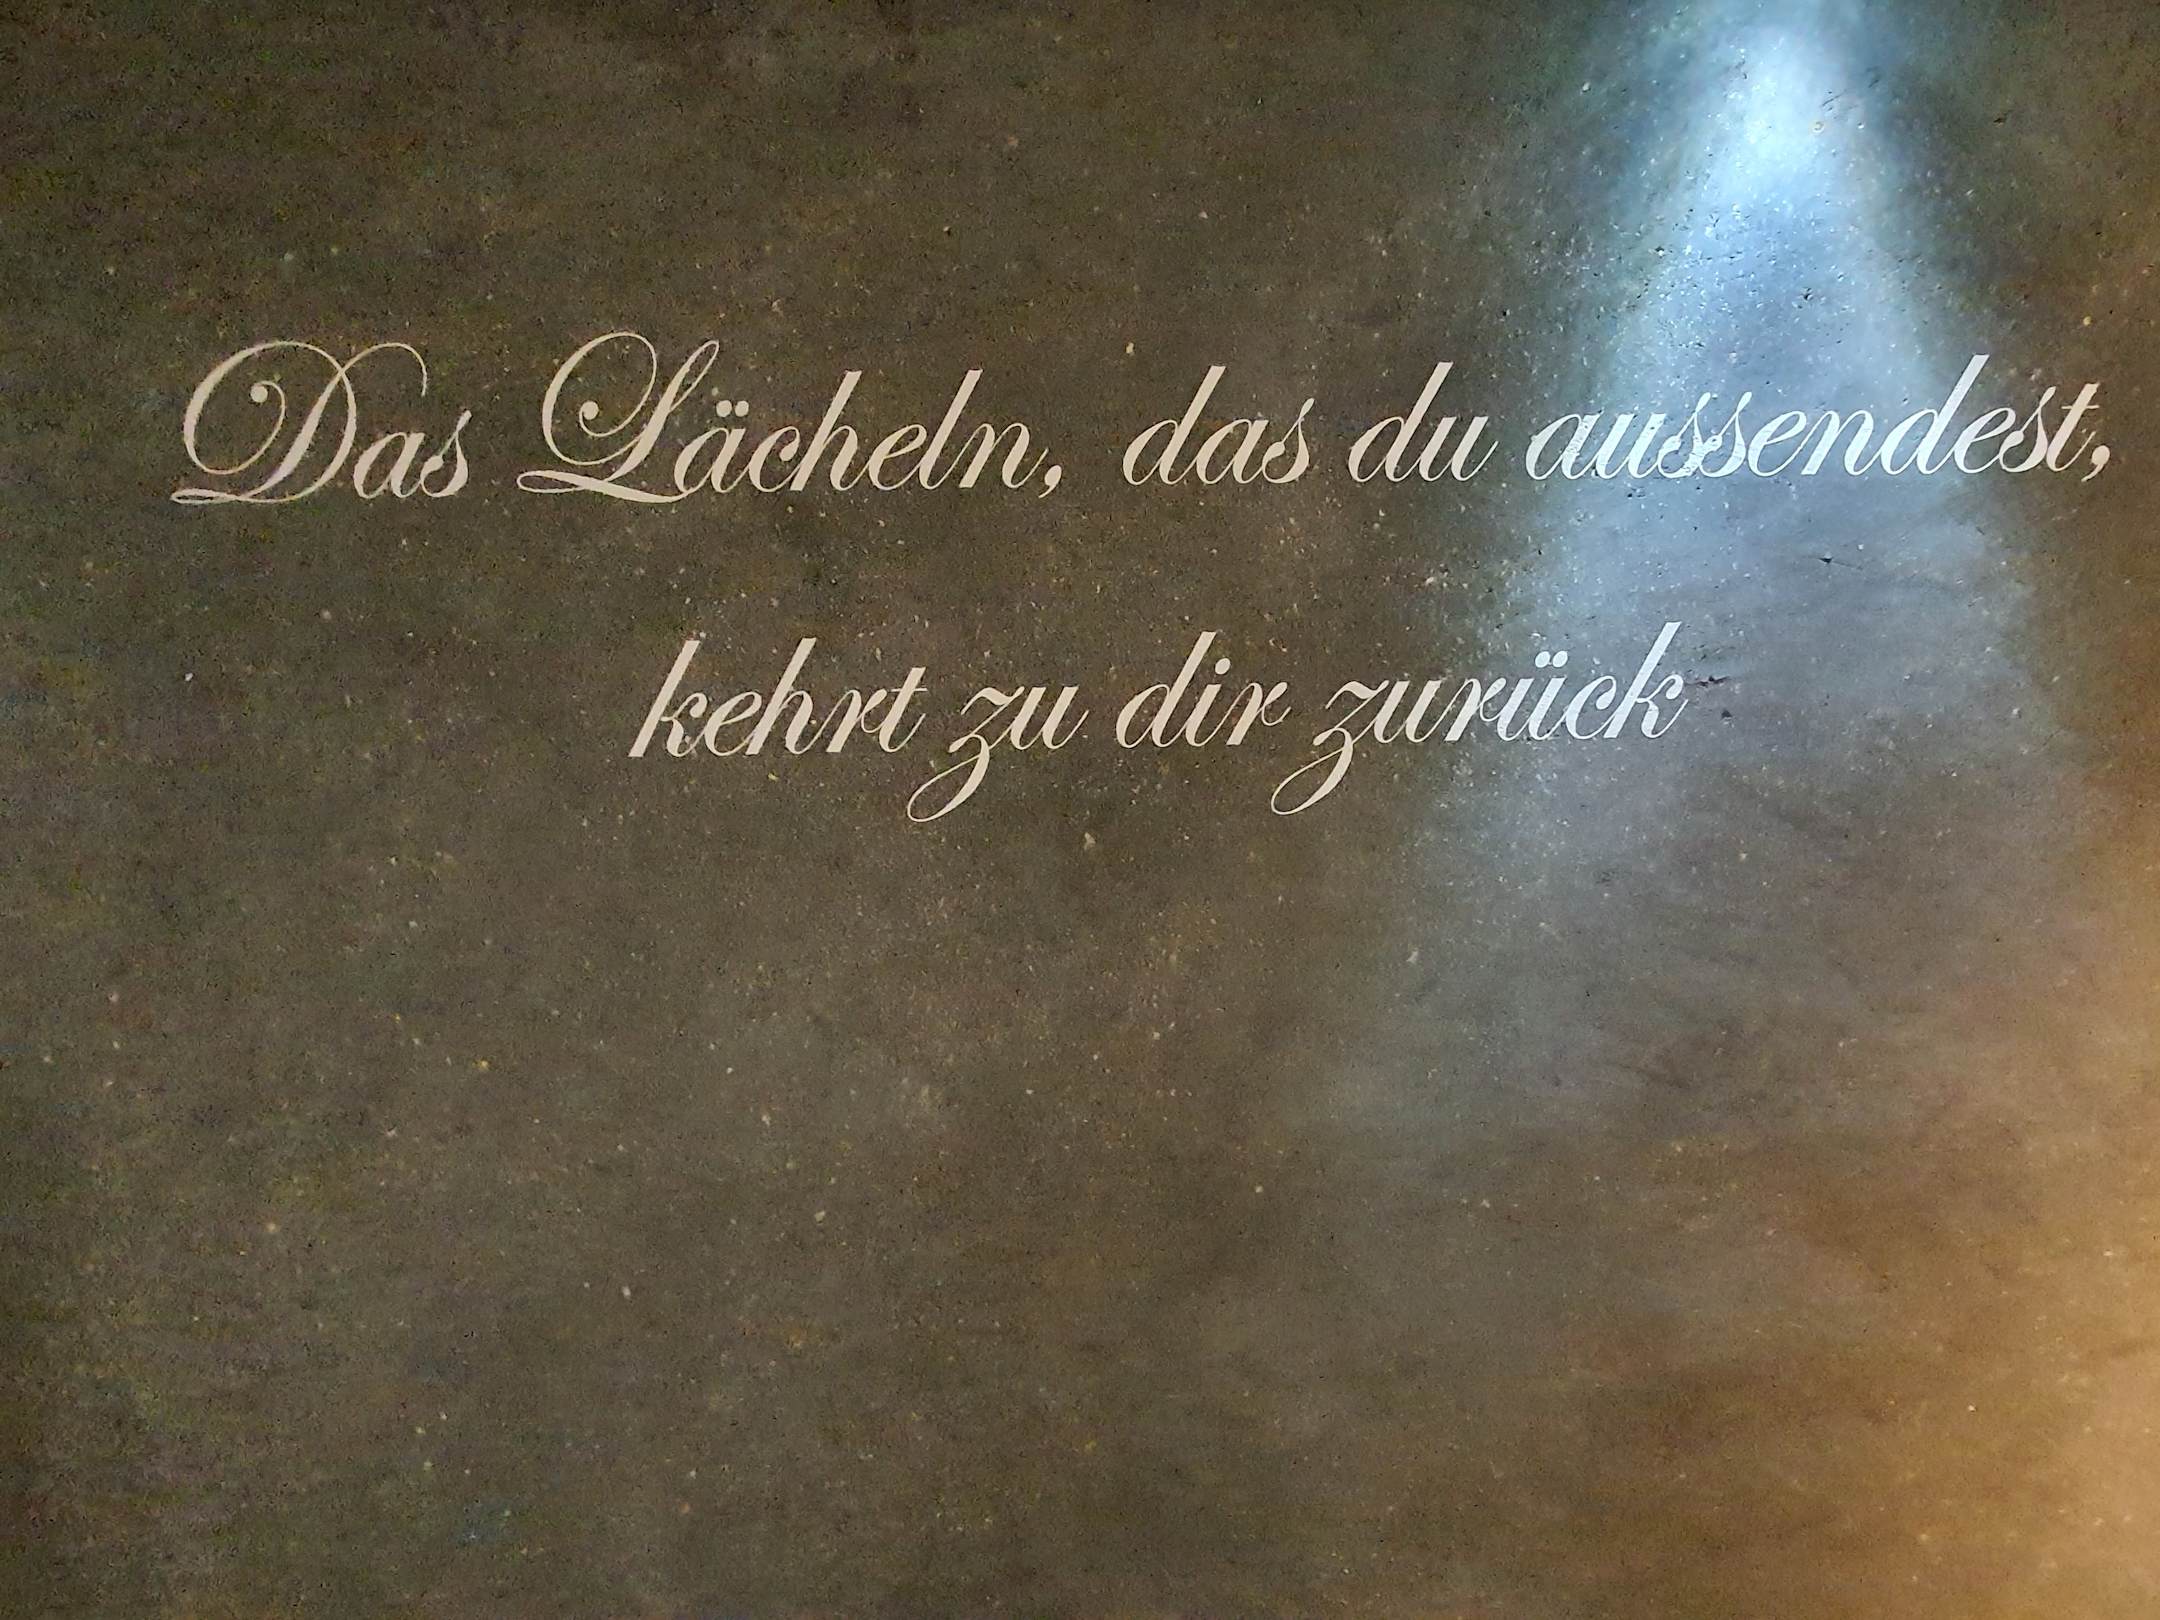 Das Lächeln, das du aussendest,
kehrt zu dir zurück